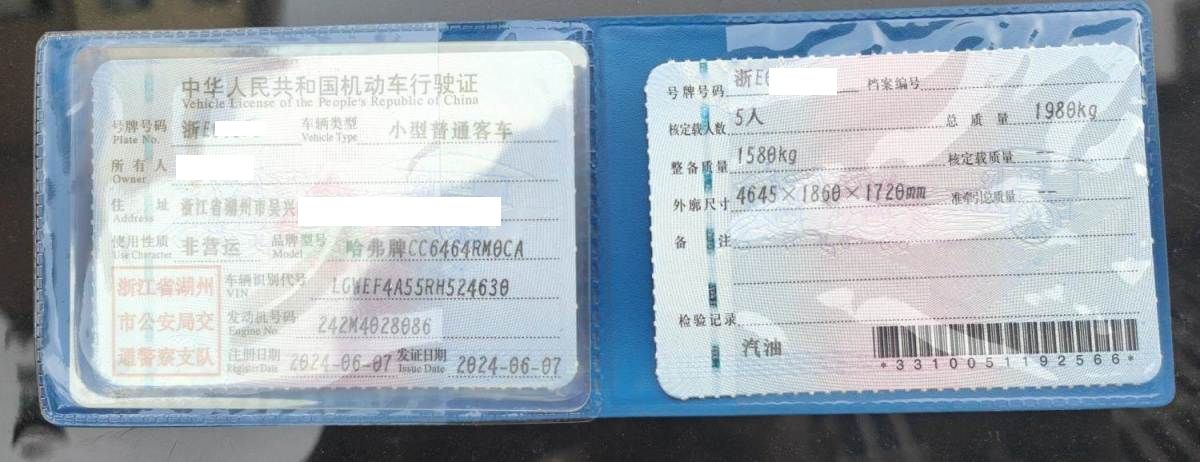 中华人民共和国机动车行驶证
Vehicle License of the People's Republic of China
号牌号码 浙E 车辆类型 小型普通客车
Plate No. Vehicle Type
所有人
Owner
住址 浙江省湖州市吴兴
Address
使用性质 非营运 品牌型号 哈弗牌CC6464RM0CA
Use Character Model
浙江省湖州
市公安局交
通警察支队
车辆识别代号 LGWEF4A55RH524630
VIN
发动机号码 242M4028086
Engine No.
注册日期 2024-06-07 发证日期 2024-06-07
Register Date Issue Date
号牌号码 浙E 档案编号
核定载人数 5人 总质量 1980kg
整备质量 1580kg 核定载质量 --
外廓尺寸 4645×1860×1720mm 准牵引总质量 --
备注
检验记录
汽油
*3310051192566*